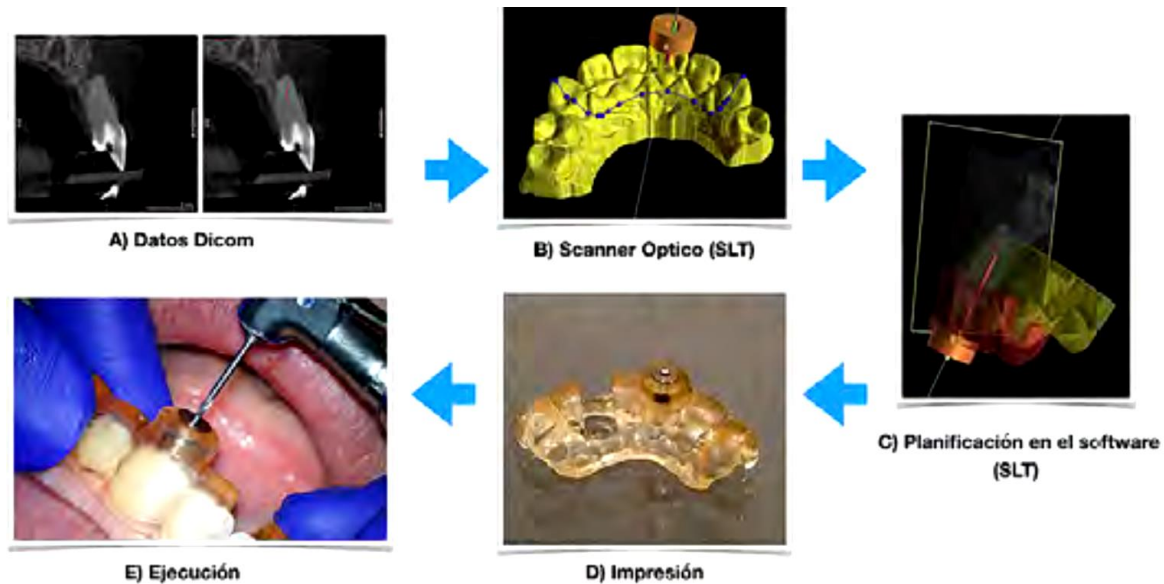 A) Datos Dicom
B) Scanner Optico (SLT)
C) Planificación en el software
(SLT)
D) Impresión
E) Ejecución